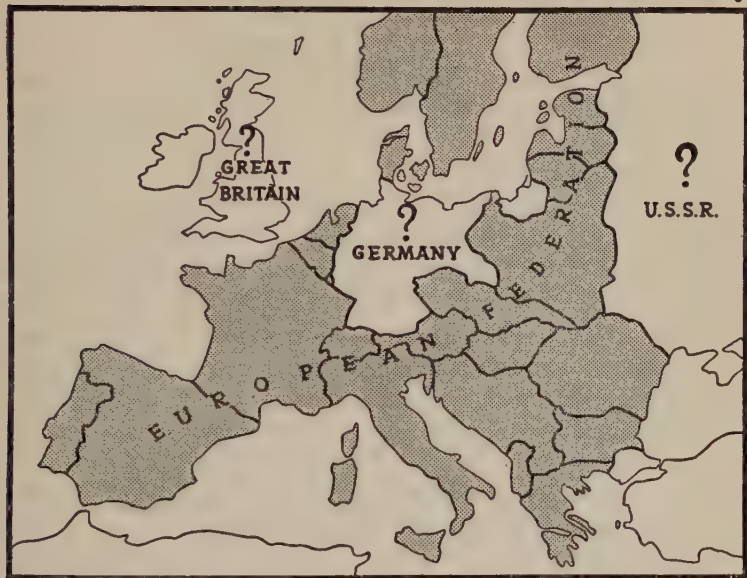 ?
GREAT
BRITAIN
?
GERMANY
?
U.S.S.R.
EUROPEAN FEDERATION